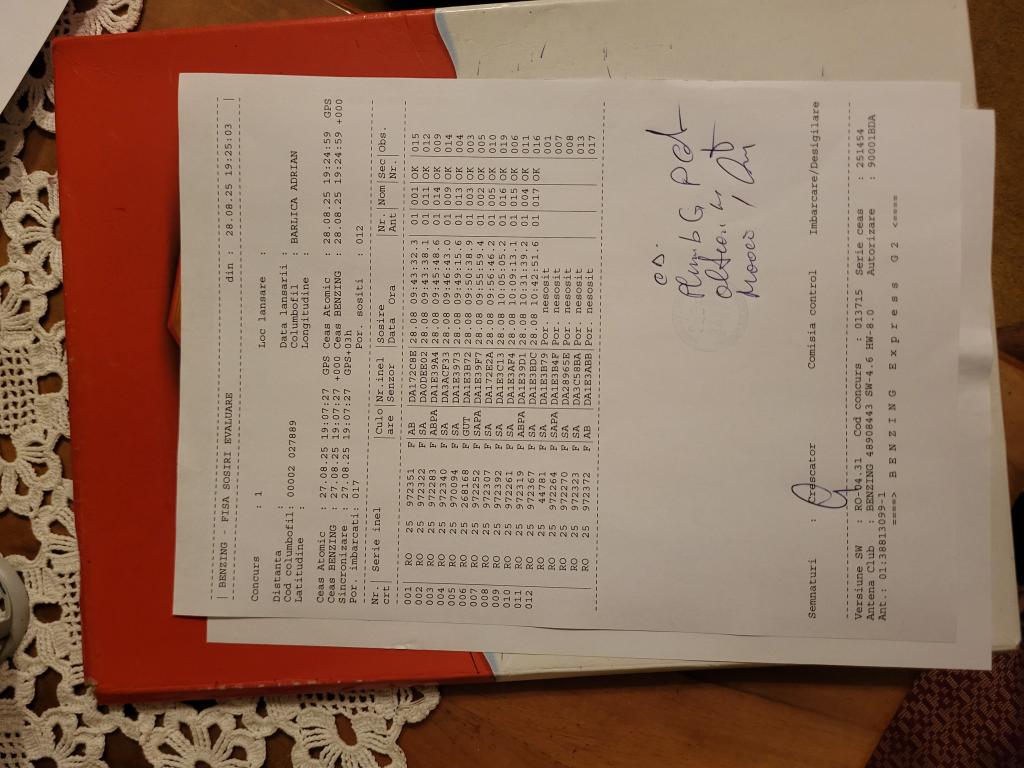 | BENZING - FISA SOSIRI EVALUARE din : 28.08.25 19:25:03 |
Concurs : 1 Loc lansare :
Distanta : Data lansarii :
Cod columbofil: 00002 027889 Columbofil : BARLICA ADRIAN
Latitudine : Longitudine :
Ceas Atomic : 27.08.25 19:07:27 GPS Ceas Atomic : 28.08.25 19:24:59 GPS
Ceas BENZING : 27.08.25 19:07:27 +000 Ceas BENZING : 28.08.25 19:24:59 +000
Sincronizare : 27.08.25 19:07:27 GPS+03h
Por. imbarcati: 017 Por. sositi : 012
Nr| Serie inel |Culo|Nr.inel |Sosire |Nr.|Nom|Sec|Obs.
crt |are |Senzor |Data Ora |Ant| |Nr.|
001 RO 25 972351 F AB DA172C8E 28.08 09:43:32.3 01 001 OK 015
002 RO 25 972322 F SA DA0DEE02 28.08 09:43:38.1 01 011 OK 012
003 RO 25 972283 F ABPA DA1E39A4 28.08 09:45:48.6 01 014 OK 009
004 RO 25 972340 F SA DA3ACF33 28.08 09:46:43.0 01 009 OK 014
005 RO 25 970094 F SA DA1E3973 28.08 09:49:15.6 01 013 OK 004
006 RO 25 268168 F GUT DA1E3B72 28.08 09:50:38.9 01 003 OK 003
007 RO 25 972252 F SAPA DA1E39F7 28.08 09:55:59.4 01 002 OK 005
008 RO 25 972307 F SA DA172E2A 28.08 09:56:46.2 01 005 OK 010
009 RO 25 972392 F SA DA1E3C13 28.08 10:05:05.2 01 016 OK 019
010 RO 25 972261 F SA DA1E3AF4 28.08 10:09:13.1 01 015 OK 006
011 RO 25 972319 F ABPA DA1E39D1 28.08 10:31:39.2 01 004 OK 011
012 RO 25 972367 F SA DA1E3BDC 28.08 10:42:51.6 01 017 OK 016
RO 25 44781 F SA DA1E3B79 Por. nesosit 001
RO 25 972264 F SAPA DA1E3B4F Por. nesosit 007
RO 25 972270 F SA DA28965E Por. nesosit 008
RO 25 972323 F SA DA3C58BA Por. nesosit 013
RO 25 972372 F AB DA1E3ABB Por. nesosit 017
Semnaturi : Crescator Comisia control Imbarcare/Desigilare
Versiune SW : RO-04.31 Cod concurs : 013715 Serie ceas : 251454
Antena Club : BENZING 48908443 SW-4.6 HW-8.0 Autorizare : 90001BDA
Ant.: 01:38813099-1
====> B E N Z I N G E x p r e s s G 2 <====